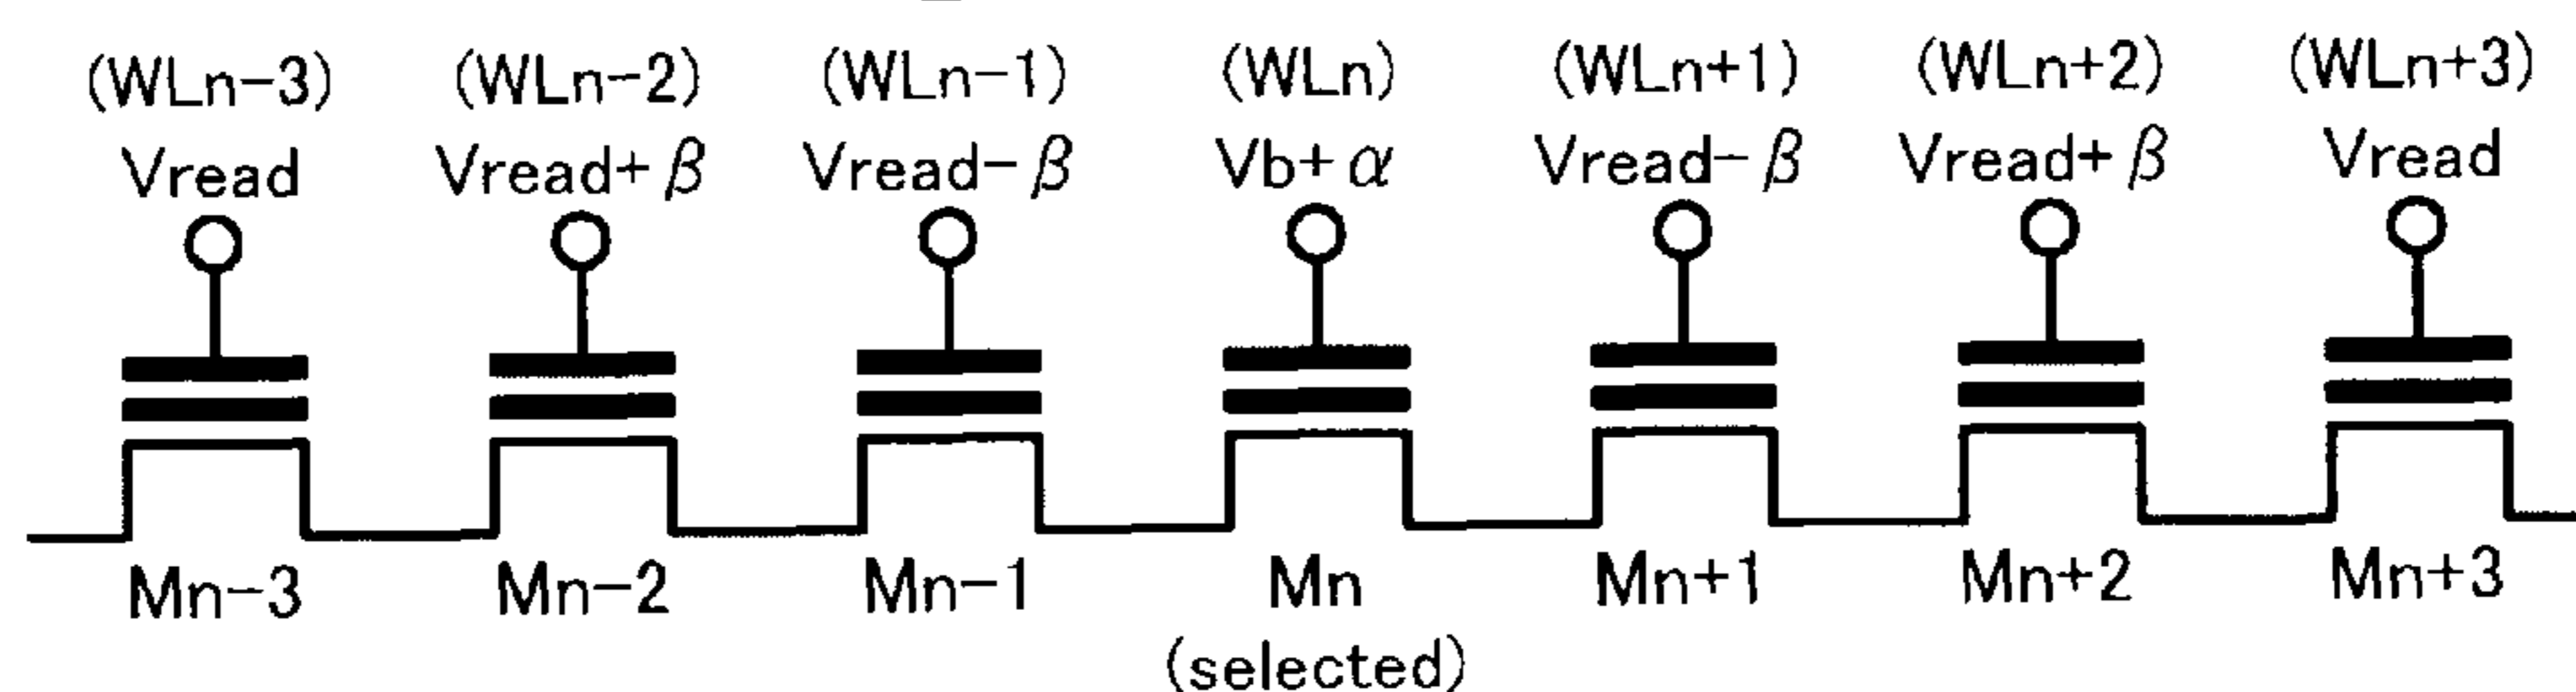 (WLn-3) (WLn-2) (WLn-1) (WLn) (WLn+1) (WLn+2) (WLn+3)
Vread Vread+β Vread-β Vb+α Vread-β Vread+β Vread
Mn-3 Mn-2 Mn-1 Mn Mn+1 Mn+2 Mn+3
(selected)